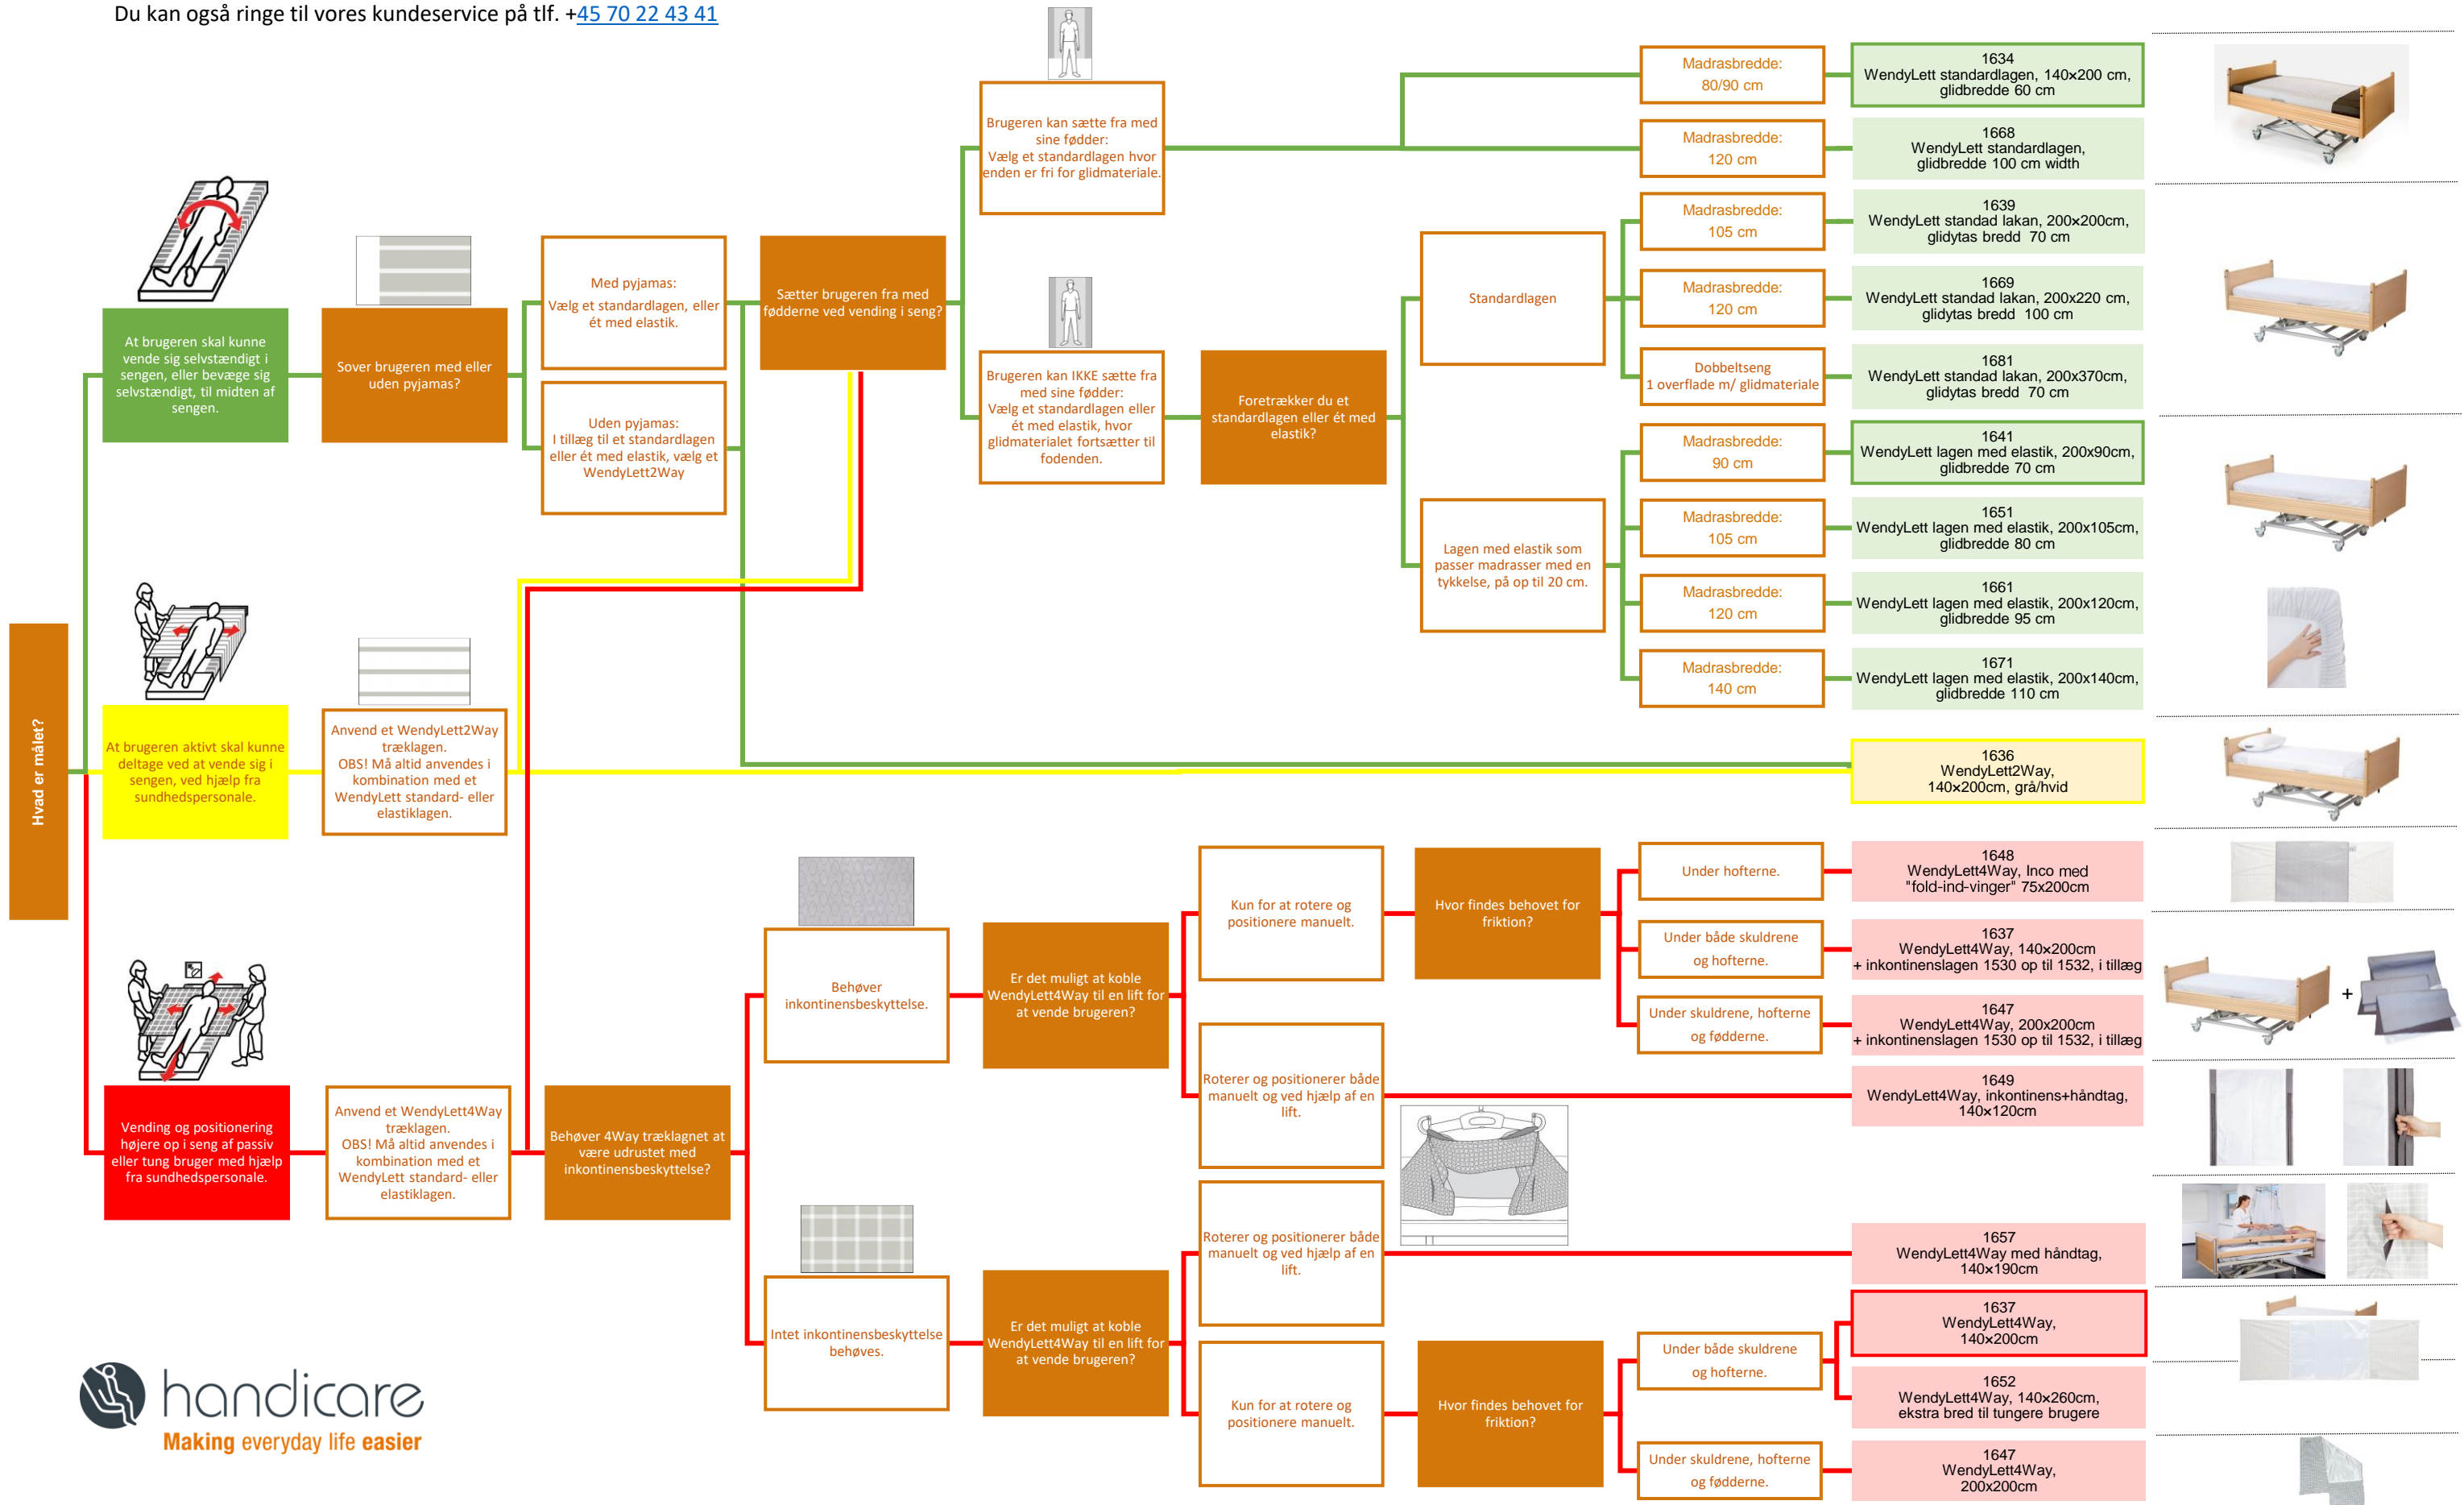 Du kan også ringe til vores kundeservice på tlf. +45 70 22 43 41
Hvad er målet?
At brugeren skal kunne
vende sig selvstændigt i
sengen, eller bevæge sig
selvstændigt, til midten af
sengen.
Sover brugeren med eller
uden pyjamas?
Med pyjamas:
Vælg et standardlagen, eller
ét med elastik.
Uden pyjamas:
I tillæg til et standardlagen
eller ét med elastik, vælg et
WendyLett2Way
Sætter brugeren fra med
fødderne ved vending i seng?
Brugeren kan sætte fra med
sine fødder:
Vælg et standardlagen hvor
enden er fri for glidmateriale.
Brugeren kan IKKE sætte fra
med sine fødder:
Vælg et standardlagen eller
ét med elastik, hvor
glidmaterialet fortsætter til
fodenden.
Foretrækker du et
standardlagen eller ét med
elastik?
Standardlagen
Lagen med elastik som
passer madrasser med en
tykkelse, på op til 20 cm.
Madrasbredde:
80/90 cm
1634
WendyLett standardlagen, 140×200 cm,
glidbredde 60 cm
Madrasbredde:
120 cm
1668
WendyLett standardlagen,
glidbredde 100 cm width
Madrasbredde:
105 cm
1639
WendyLett standad lakan, 200×200cm,
glidytas bredd  70 cm
Madrasbredde:
120 cm
1669
WendyLett standad lakan, 200x220 cm,
glidytas bredd  100 cm
Dobbeltseng
1 overflade m/ glidmateriale
1681
WendyLett standad lakan, 200x370cm,
glidytas bredd  70 cm
Madrasbredde:
90 cm
1641
WendyLett lagen med elastik, 200x90cm,
glidbredde 70 cm
Madrasbredde:
105 cm
1651
WendyLett lagen med elastik, 200x105cm,
glidbredde 80 cm
Madrasbredde:
120 cm
1661
WendyLett lagen med elastik, 200x120cm,
glidbredde 95 cm
Madrasbredde:
140 cm
1671
WendyLett lagen med elastik, 200x140cm,
glidbredde 110 cm
At brugeren aktivt skal kunne
deltage ved at vende sig i
sengen, ved hjælp fra
sundhedspersonale.
Anvend et WendyLett2Way
træklagen.
OBS! Må altid anvendes i
kombination med et
WendyLett standard- eller
elastiklagen.
1636
WendyLett2Way,
140×200cm, grå/hvid
Vending og positionering
højere op i seng af passiv
eller tung bruger med hjælp
fra sundhedspersonale.
Anvend et WendyLett4Way
træklagen.
OBS! Må altid anvendes i
kombination med et
WendyLett standard- eller
elastiklagen.
Behøver 4Way træklagnet at
være udrustet med
inkontinensbeskyttelse?
Behøver
inkontinensbeskyttelse.
Er det muligt at koble
WendyLett4Way til en lift for
at vende brugeren?
Kun for at rotere og
positionere manuelt.
Hvor findes behovet for
friktion?
Under hofterne.
1648
WendyLett4Way, Inco med
"fold-ind-vinger" 75x200cm
Under både skuldrene
og hofterne.
1637
WendyLett4Way, 140×200cm
+ inkontinenslagen 1530 op til 1532, i tillæg
+
Under skuldrene, hofterne
og fødderne.
1647
WendyLett4Way, 200x200cm
+ inkontinenslagen 1530 op til 1532, i tillæg
Roterer og positionerer både
manuelt og ved hjælp af en
lift.
1649
WendyLett4Way, inkontinens+håndtag,
140×120cm
Intet inkontinensbeskyttelse
behøves.
Er det muligt at koble
WendyLett4Way til en lift for
at vende brugeren?
Roterer og positionerer både
manuelt og ved hjælp af en
lift.
1657
WendyLett4Way med håndtag,
140×190cm
Kun for at rotere og
positionere manuelt.
Hvor findes behovet for
friktion?
Under både skuldrene
og hofterne.
1637
WendyLett4Way,
140×200cm
1652
WendyLett4Way, 140×260cm,
ekstra bred til tungere brugere
Under skuldrene, hofterne
og fødderne.
1647
WendyLett4Way,
200x200cm
handicare
Making everyday life easier